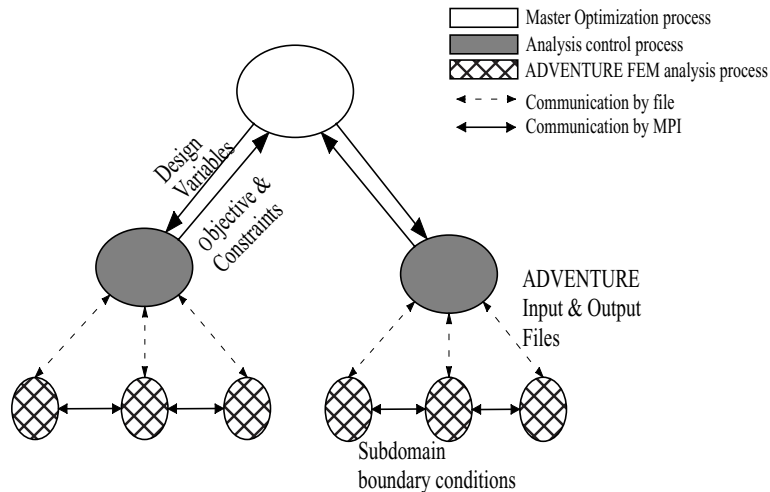 Master Optimization process
Analysis control process
ADVENTURE FEM analysis process
Communication by file
Communication by MPI
Design
Variables
Objective &
Constraints
ADVENTURE
Input & Output
Files
Subdomain
boundary conditions